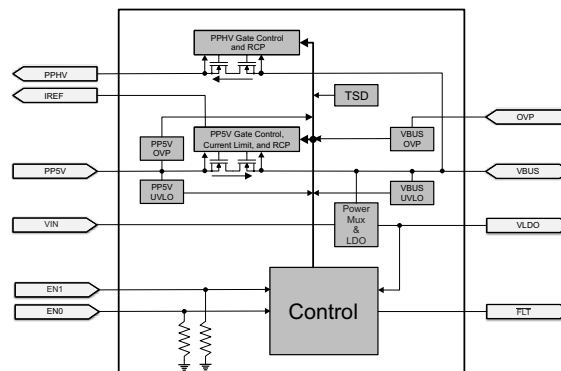 PPHV Gate Control
and RCP
PPHV
IREF
TSD
OVP
PP5V
OVP
PP5V Gate Control,
Current Limit, and RCP
VBUS
OVP
PP5V
VBUS
PP5V
UVLO
VBUS
UVLO
VIN
Power
Mux
&
LDO
VLDO
EN1
EN0
Control
FLT